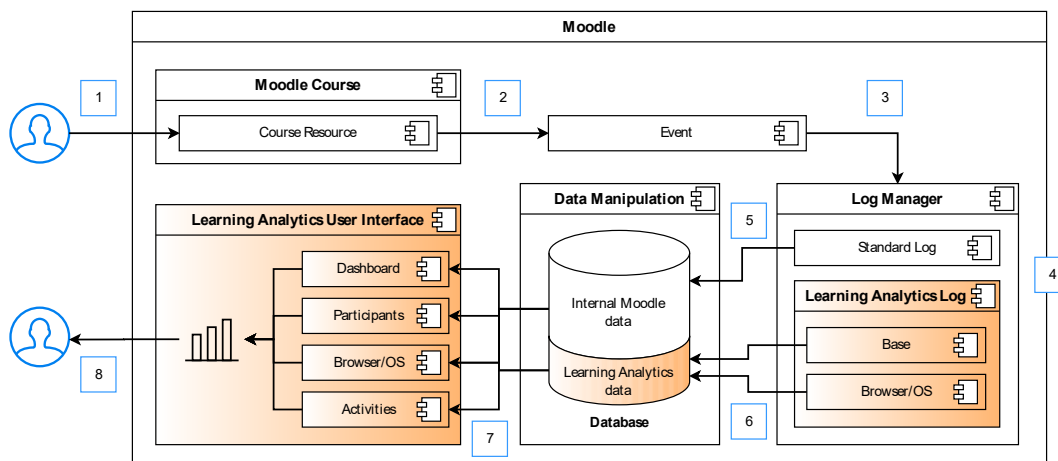 Moodle
1
Moodle Course
2
3
Course Resource
Event
Learning Analytics User Interface
Data Manipulation
Log Manager
5
Standard Log
4
Dashboard
Internal Moodle
data
Learning Analytics Log
Participants
Base
Browser/OS
Learning Analytics
data
Browser/OS
8
Activities
Database
6
7